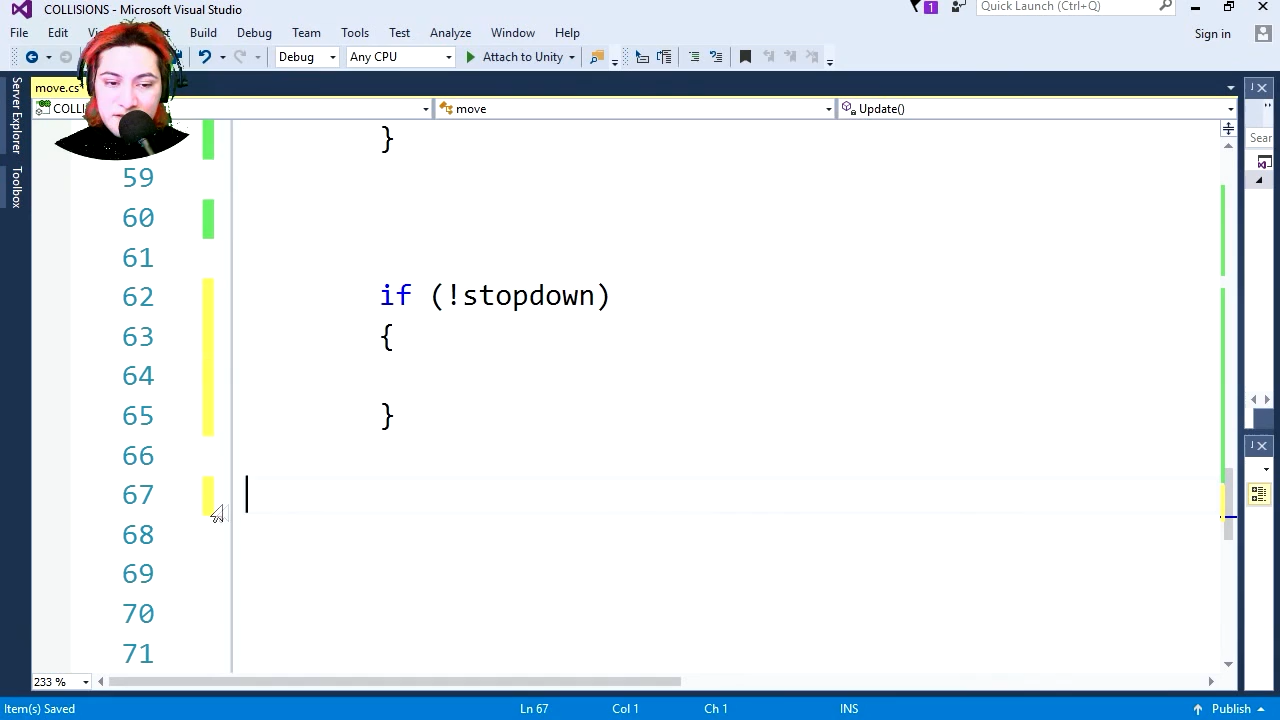 COLLISIONS - Microsoft Visual Studio
1
Quick Launch (Ctrl+Q)
File Edit Build Debug Team Tools Test Analyze Window Help
Sign in
Debug Any CPU Attach to Unity
Server Explorer
Toolbox
move.cs*
move Update()
Sear
}
59
60
61
62 if (!stopdown)
63 {
64
65 }
66
67
68
69
70
71
233 %
Item(s) Saved Ln 67 Col 1 Ch 1 INS Publish